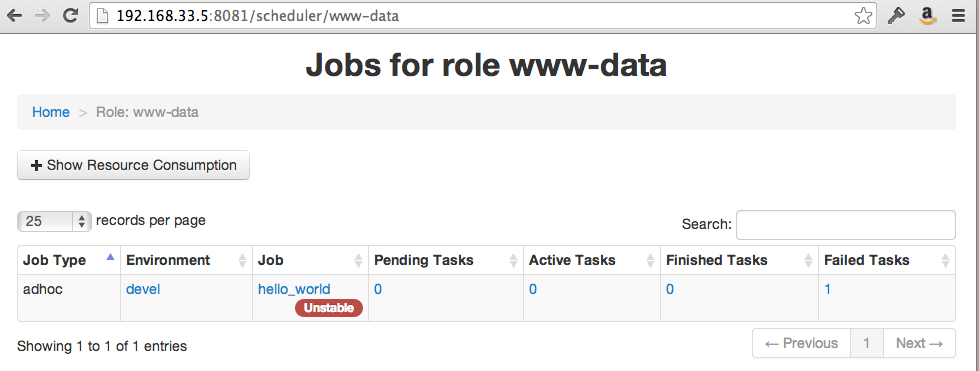 192.168.33.5:8081/scheduler/www-data
Jobs for role www-data
Home > Role: www-data
+ Show Resource Consumption
25 records per page Search:
Job Type Environment Job Pending Tasks Active Tasks Finished Tasks Failed Tasks
adhoc devel hello_world 0 0 0 1
Unstable
Showing 1 to 1 of 1 entries
← Previous 1 Next →